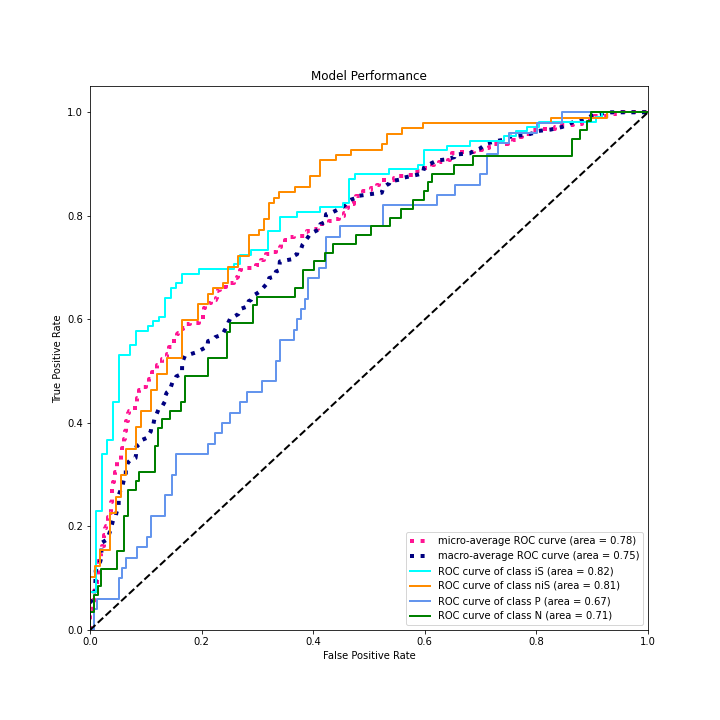 Model Performance
1.0
0.8
0.6
0.4
0.2
0.0
True Positive Rate
micro-average ROC curve (area = 0.78)
macro-average ROC curve (area = 0.75)
ROC curve of class iS (area = 0.82)
ROC curve of class niS (area = 0.81)
ROC curve of class P (area = 0.67)
ROC curve of class N (area = 0.71)
0.0 0.2 0.4 0.6 0.8 1.0
False Positive Rate